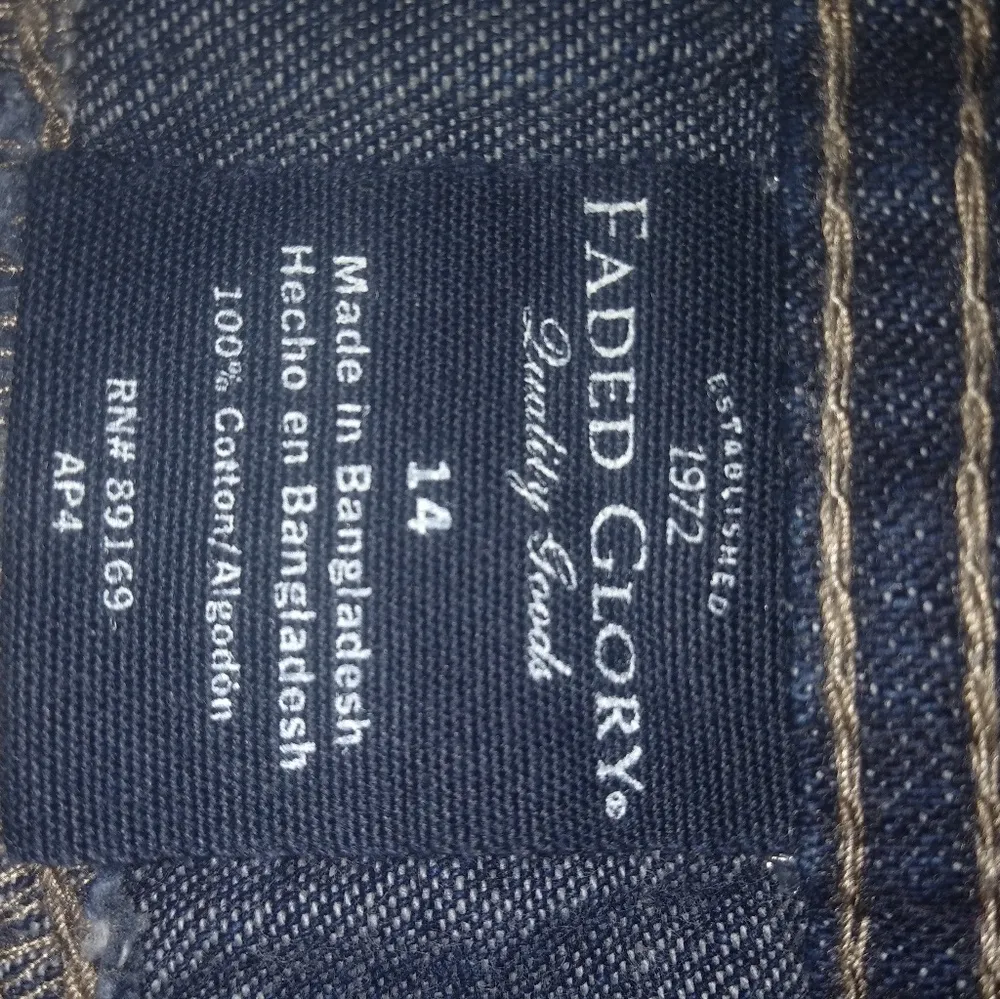 ESTABLISHED
1972
FADED GLORY®
Quality Goods
14
Made in Bangladesh
Hecho en Bangladesh
100% Cotton/Algodón
RN# 89169
AP4